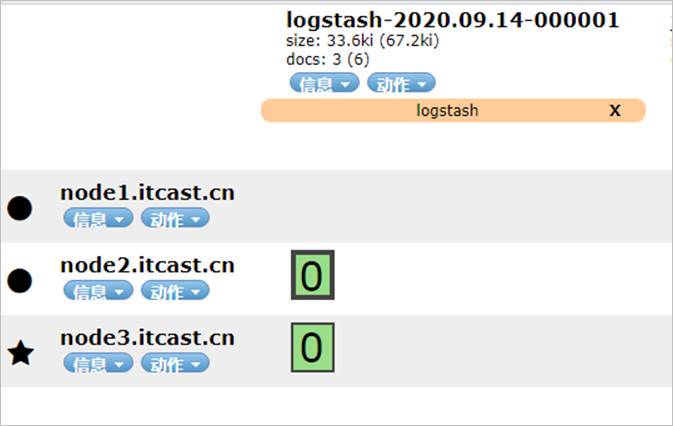 logstash-2020.09.14-000001
size: 33.6ki (67.2ki)
docs: 3 (6)
信息 动作
logstash X
node1.itcast.cn
信息 动作
node2.itcast.cn
信息 动作
0
node3.itcast.cn
信息 动作
0